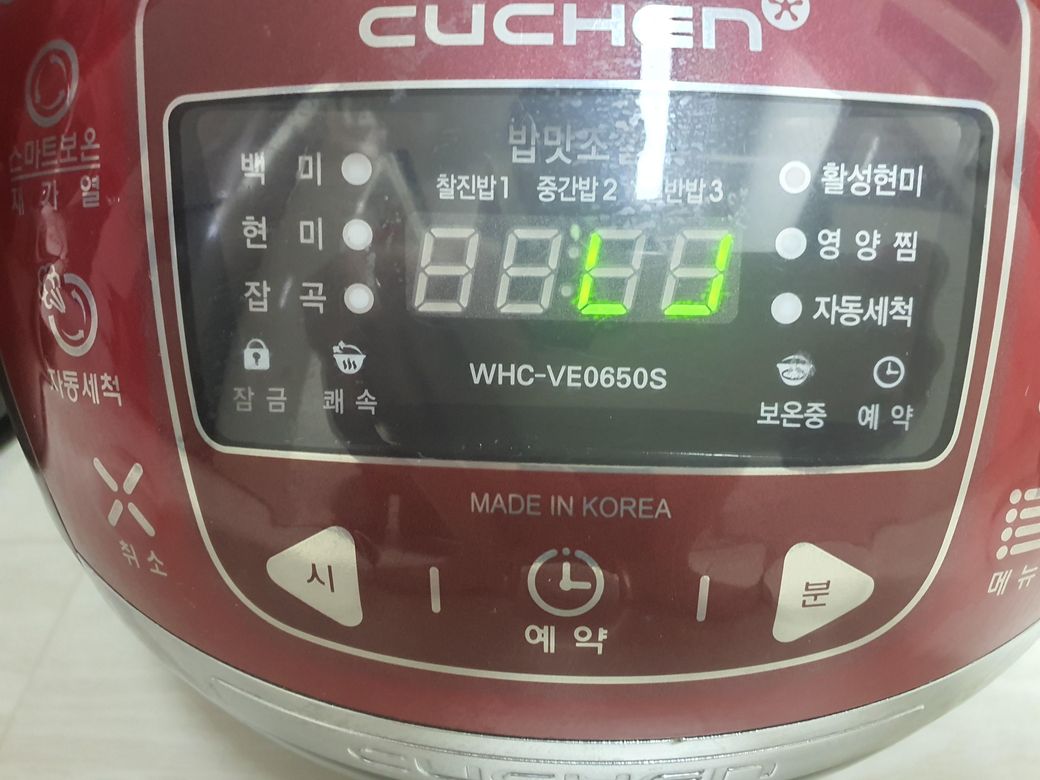 CUCHEN
스마트보온
재 가 열
자동세척
취 소
밥맛조절
찰진밥1 중간밥2 반밥3
백 미
현 미
잡 곡
잠 금 쾌 속
활성현미
영 양 찜
자동세척
보온중 예 약
WHC-VE0650S
MADE IN KOREA
시
예 약
분
메 뉴
CUCHEN